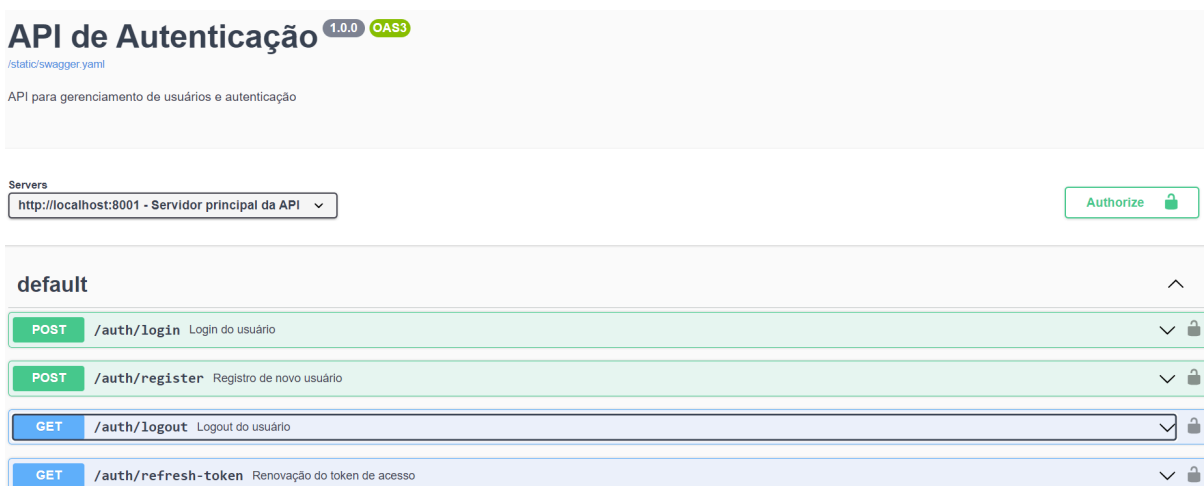 API de Autenticação 1.0.0 OAS3
/static/swagger.yaml
API para gerenciamento de usuários e autenticação
Servers
http://localhost:8001 - Servidor principal da API
Authorize
default
POST /auth/login Login do usuário
POST /auth/register Registro de novo usuário
GET /auth/logout Logout do usuário
GET /auth/refresh-token Renovação do token de acesso